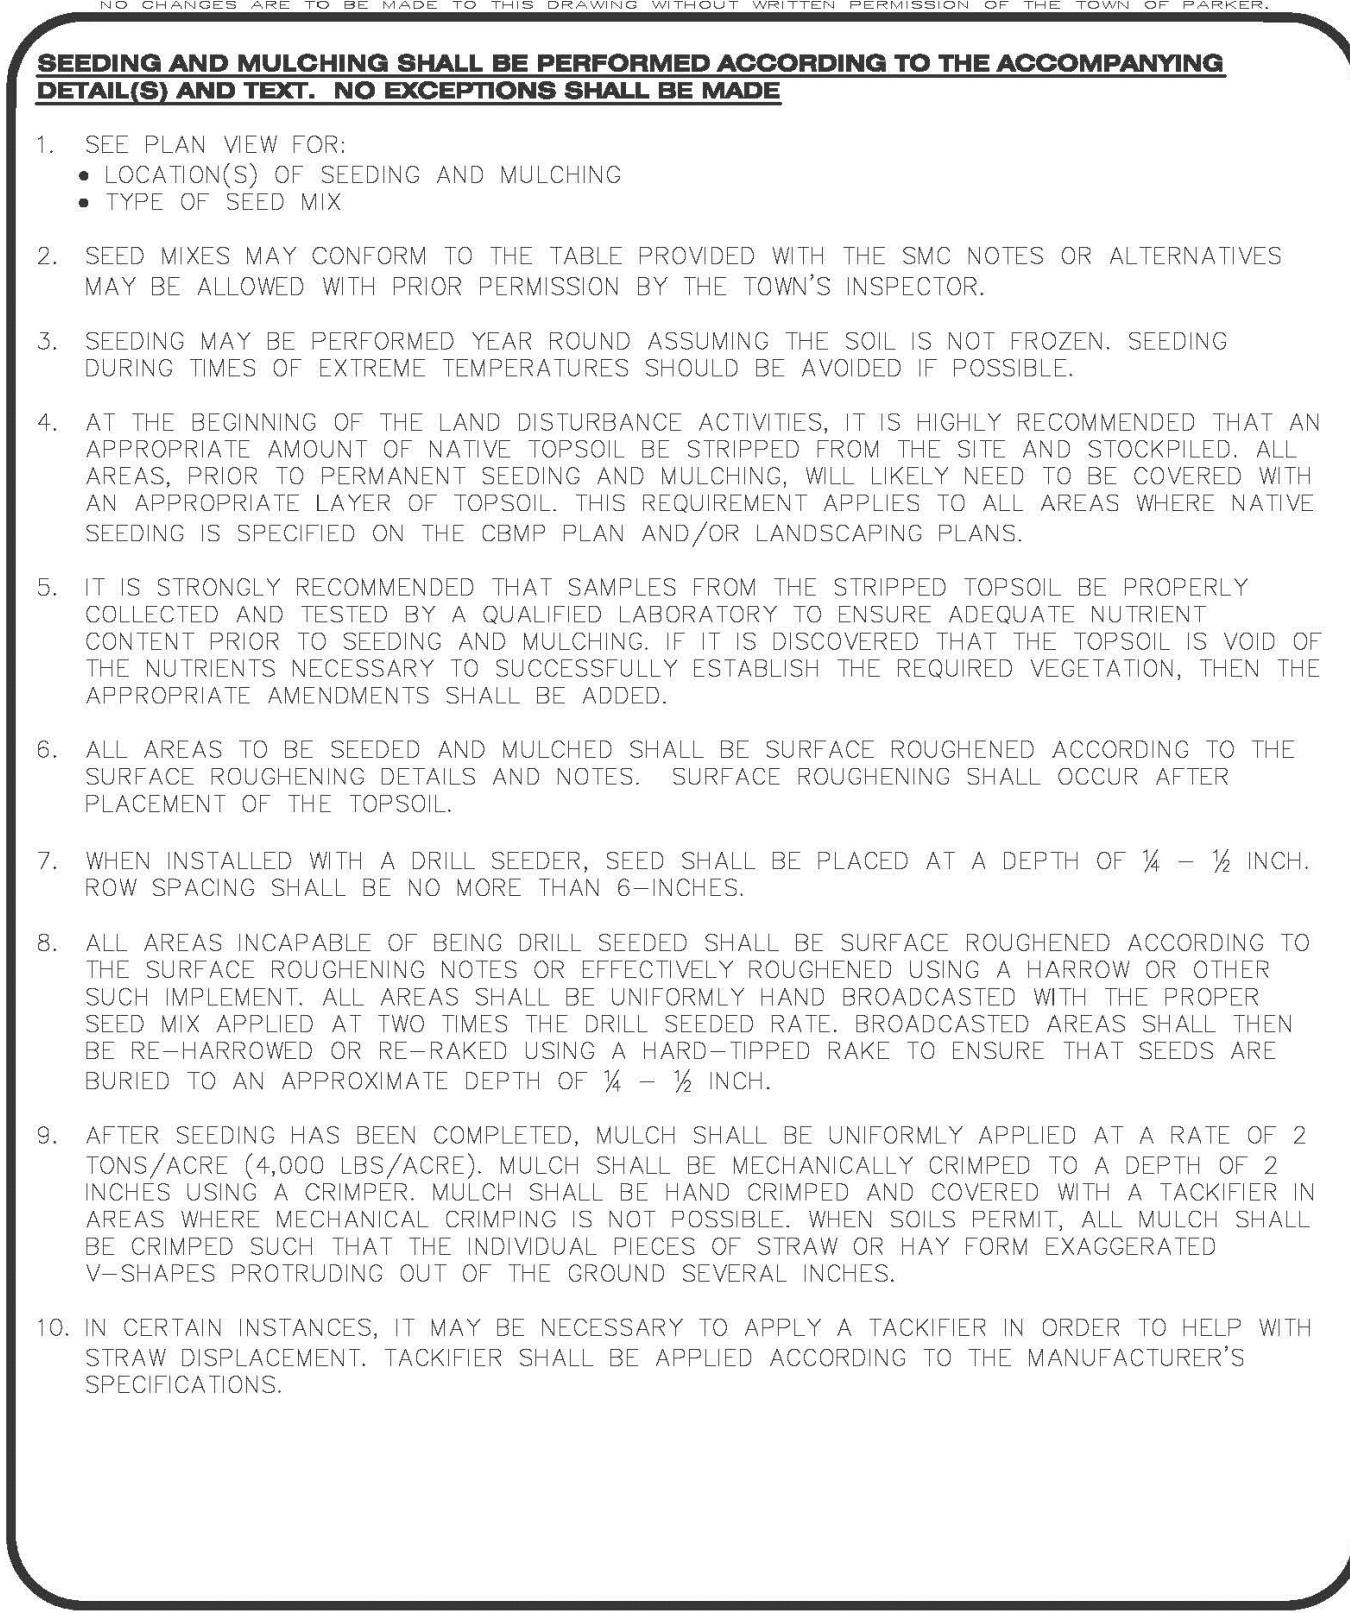 NO CHANGES ARE TO BE MADE TO THIS DRAWING WITHOUT WRITTEN PERMISSION OF THE TOWN OF PARKER.
SEEDING AND MULCHING SHALL BE PERFORMED ACCORDING TO THE ACCOMPANYING
DETAIL(S) AND TEXT.  NO EXCEPTIONS SHALL BE MADE
1. SEE PLAN VIEW FOR:
• LOCATION(S) OF SEEDING AND MULCHING
• TYPE OF SEED MIX
2. SEED MIXES MAY CONFORM TO THE TABLE PROVIDED WITH THE SMC NOTES OR ALTERNATIVES
MAY BE ALLOWED WITH PRIOR PERMISSION BY THE TOWN'S INSPECTOR.
3. SEEDING MAY BE PERFORMED YEAR ROUND ASSUMING THE SOIL IS NOT FROZEN. SEEDING
DURING TIMES OF EXTREME TEMPERATURES SHOULD BE AVOIDED IF POSSIBLE.
4. AT THE BEGINNING OF THE LAND DISTURBANCE ACTIVITIES, IT IS HIGHLY RECOMMENDED THAT AN
APPROPRIATE AMOUNT OF NATIVE TOPSOIL BE STRIPPED FROM THE SITE AND STOCKPILED. ALL
AREAS, PRIOR TO PERMANENT SEEDING AND MULCHING, WILL LIKELY NEED TO BE COVERED WITH
AN APPROPRIATE LAYER OF TOPSOIL. THIS REQUIREMENT APPLIES TO ALL AREAS WHERE NATIVE
SEEDING IS SPECIFIED ON THE CBMP PLAN AND/OR LANDSCAPING PLANS.
5. IT IS STRONGLY RECOMMENDED THAT SAMPLES FROM THE STRIPPED TOPSOIL BE PROPERLY
COLLECTED AND TESTED BY A QUALIFIED LABORATORY TO ENSURE ADEQUATE NUTRIENT
CONTENT PRIOR TO SEEDING AND MULCHING. IF IT IS DISCOVERED THAT THE TOPSOIL IS VOID OF
THE NUTRIENTS NECESSARY TO SUCCESSFULLY ESTABLISH THE REQUIRED VEGETATION, THEN THE
APPROPRIATE AMENDMENTS SHALL BE ADDED.
6. ALL AREAS TO BE SEEDED AND MULCHED SHALL BE SURFACE ROUGHENED ACCORDING TO THE
SURFACE ROUGHENING DETAILS AND NOTES.  SURFACE ROUGHENING SHALL OCCUR AFTER
PLACEMENT OF THE TOPSOIL.
7. WHEN INSTALLED WITH A DRILL SEEDER, SEED SHALL BE PLACED AT A DEPTH OF ¼ – ½ INCH.
ROW SPACING SHALL BE NO MORE THAN 6-INCHES.
8. ALL AREAS INCAPABLE OF BEING DRILL SEEDED SHALL BE SURFACE ROUGHENED ACCORDING TO
THE SURFACE ROUGHENING NOTES OR EFFECTIVELY ROUGHENED USING A HARROW OR OTHER
SUCH IMPLEMENT. ALL AREAS SHALL BE UNIFORMLY HAND BROADCASTED WITH THE PROPER
SEED MIX APPLIED AT TWO TIMES THE DRILL SEEDED RATE. BROADCASTED AREAS SHALL THEN
BE RE-HARROWED OR RE-RAKED USING A HARD-TIPPED RAKE TO ENSURE THAT SEEDS ARE
BURIED TO AN APPROXIMATE DEPTH OF ¼ – ½ INCH.
9. AFTER SEEDING HAS BEEN COMPLETED, MULCH SHALL BE UNIFORMLY APPLIED AT A RATE OF 2
TONS/ACRE (4,000 LBS/ACRE). MULCH SHALL BE MECHANICALLY CRIMPED TO A DEPTH OF 2
INCHES USING A CRIMPER. MULCH SHALL BE HAND CRIMPED AND COVERED WITH A TACKIFIER IN
AREAS WHERE MECHANICAL CRIMPING IS NOT POSSIBLE. WHEN SOILS PERMIT, ALL MULCH SHALL
BE CRIMPED SUCH THAT THE INDIVIDUAL PIECES OF STRAW OR HAY FORM EXAGGERATED
V-SHAPES PROTRUDING OUT OF THE GROUND SEVERAL INCHES.
10. IN CERTAIN INSTANCES, IT MAY BE NECESSARY TO APPLY A TACKIFIER IN ORDER TO HELP WITH
STRAW DISPLACEMENT. TACKIFIER SHALL BE APPLIED ACCORDING TO THE MANUFACTURER'S
SPECIFICATIONS.